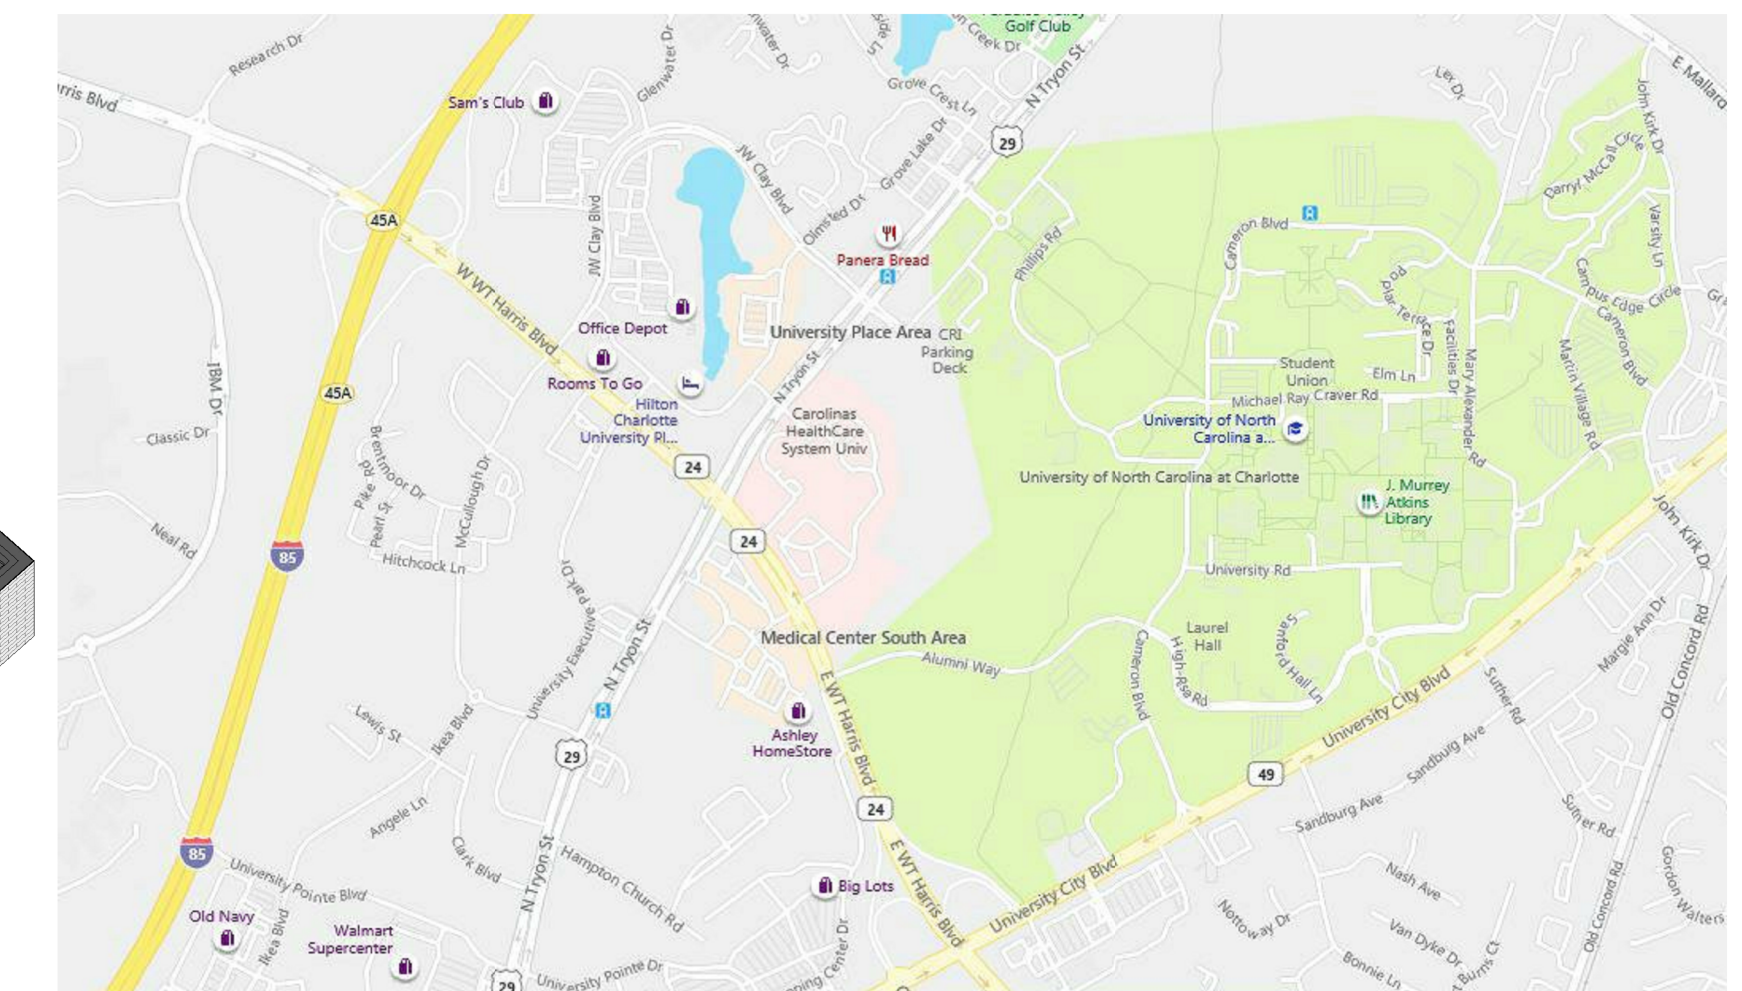 Paradise Valley
Golf Club
Research Dr
Glenwater Dr
nwater Dr
side Ln
on Creek Dr
N Tryon St
E Mallard
Lex Dr
John Kirk Dr
rris Blvd
Sam's Club
Grove Crest Ln
29
Grove Lake Dr
JW Clay Blvd
Darryl McCall Circle
45A
JW Clay Blvd
Olmsted Dr
Panera Bread
Phillips Rd
Cameron Blvd
Varsity Ln
W WT Harris Blvd
Poplar Terrace Dr
Campus Edge Circle
Office Depot
University Place Area
CRI
Parking
Deck
Facilities Dr
Mary Alexander Rd
Cameron Blvd
Martin Village Rd
IBM Dr
45A
Rooms To Go
N Tryon St
Student
Union
Elm Ln
Michael Ray Craver Rd
Hilton
Charlotte
University Pl...
Carolinas
HealthCare
System Univ
University of North
Carolina a...
Classic Dr
Brentmoor Dr
Pike Rd
Pearl St
McCullough Dr
24
University of North Carolina at Charlotte
J. Murrey
Atkins
Library
Neal Rd
85
Hitchcock Ln
24
University Rd
John Kirk Dr
University Executive Park Dr
N Tryon St
Medical Center South Area
Alumni Way
Laurel
Hall
Sanford Hall Ln
High-Rise Rd
Cameron Blvd
Margie Ann Dr
Old Concord Rd
Lewis St
Ikea Blvd
29
Ashley
HomeStore
E WT Harris Blvd
University City Blvd
Suther Rd
Sandburg Ave
49
24
Angele Ln
Clark Blvd
Sandburg Ave
Suther Rd
85
N Tryon St
Hampton Church Rd
E WT Harris Blvd
University Pointe Blvd
Big Lots
University City Blvd
Nash Ave
Gordon Walters
Old Navy
Ikea Blvd
Walmart
Supercenter
Nottoway Dr
Van Dyke Dr
Old Concord Rd
29
University Pointe Dr
pping Center Dr
Bonnie Ln
Burns Ct